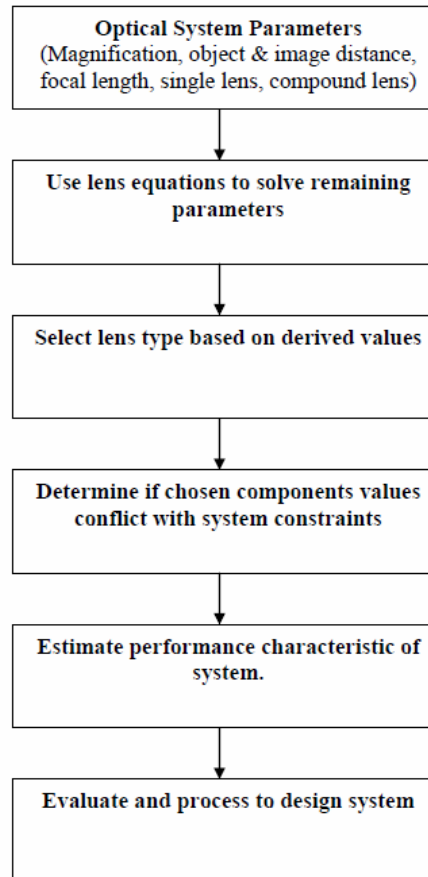 Optical System Parameters
(Magnification, object & image distance,
focal length, single lens, compound lens)
Use lens equations to solve remaining
parameters
Select lens type based on derived values
Determine if chosen components values
conflict with system constraints
Estimate performance characteristic of
system.
Evaluate and process to design system